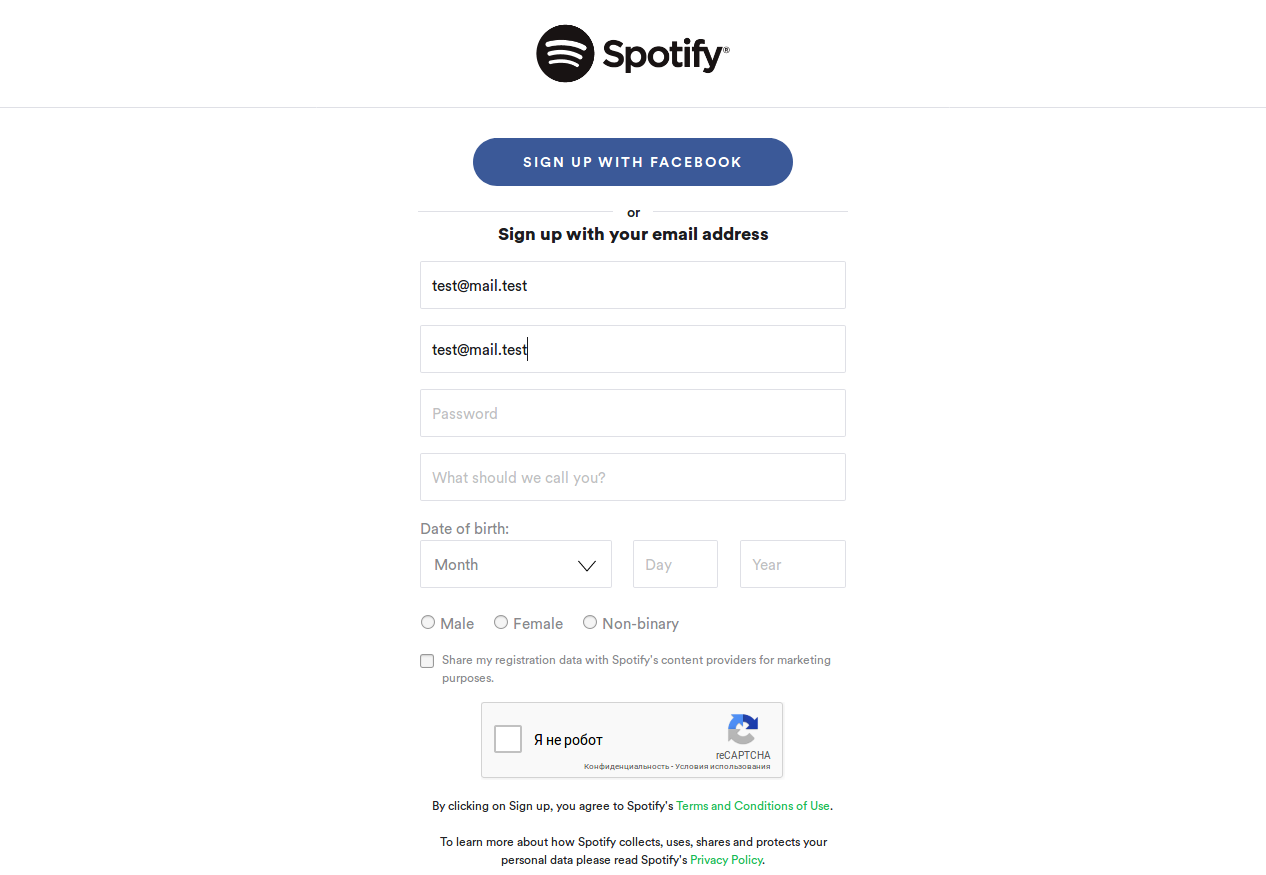 Spotify®
SIGN UP WITH FACEBOOK
or
Sign up with your email address
test@mail.test
test@mail.test
Password
What should we call you?
Date of birth:
Month Day Year
Male Female Non-binary
Share my registration data with Spotify's content providers for marketing
purposes.
Я не робот
reCAPTCHA
Конфиденциальность - Условия использования
By clicking on Sign up, you agree to Spotify's Terms and Conditions of Use.
To learn more about how Spotify collects, uses, shares and protects your
personal data please read Spotify's Privacy Policy.